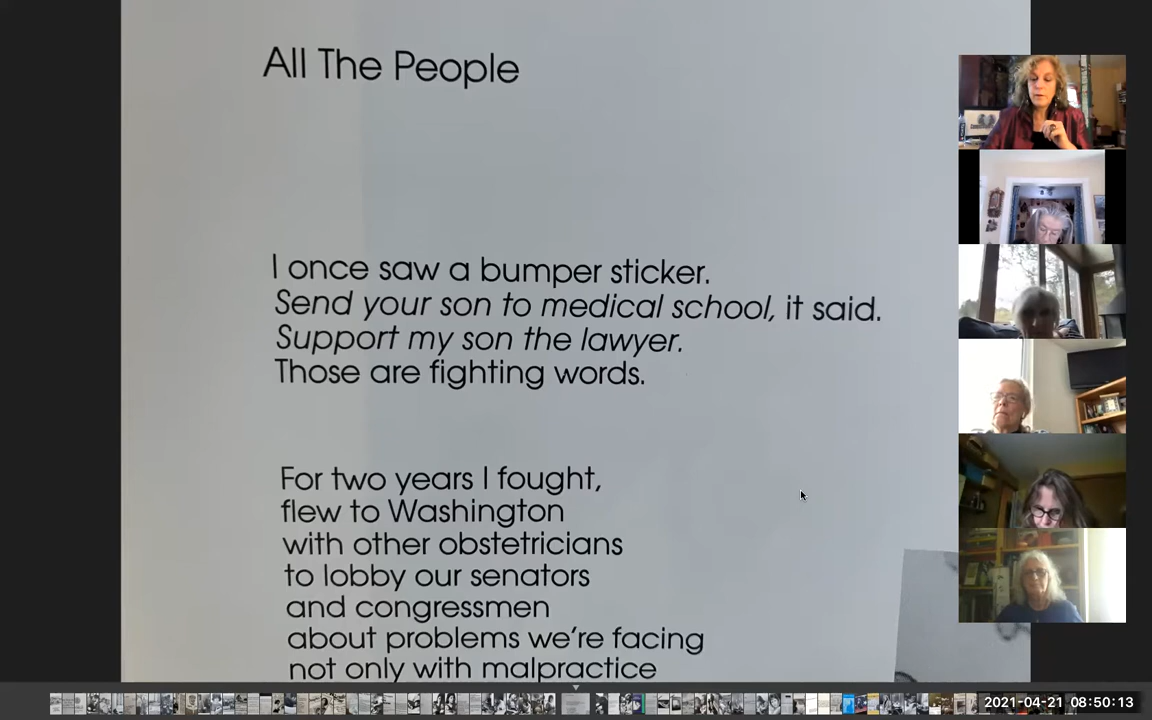 All The People
I once saw a bumper sticker.
Send your son to medical school, it said.
Support my son the lawyer.
Those are fighting words.
For two years I fought,
flew to Washington
with other obstetricians
to lobby our senators
and congressmen
about problems we're facing
not only with malpractice
2021-04-21 08:50:13